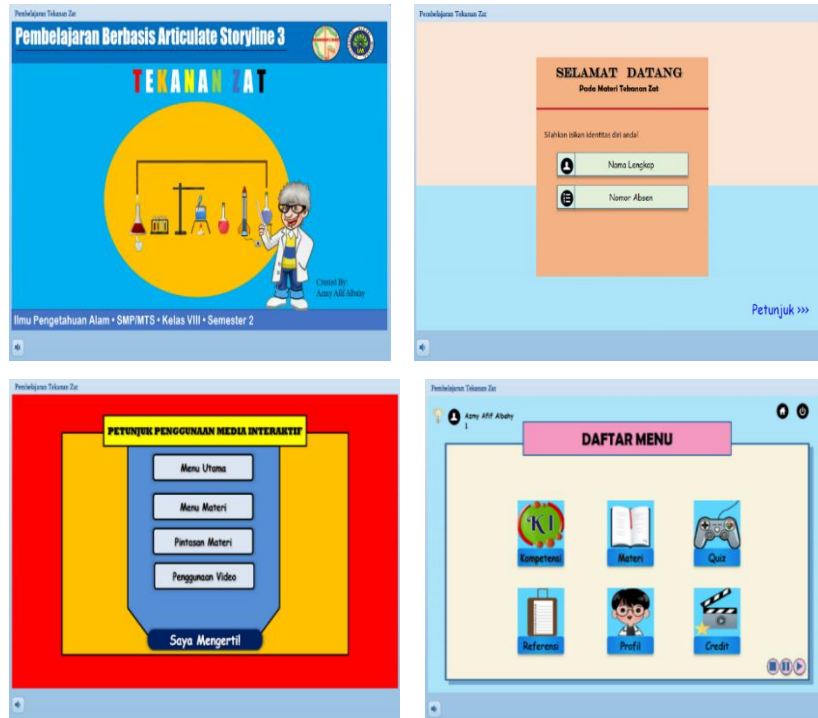 Pembelajaran Tekanan Zat
Pembelajaran Berbasis Articulate Storyline 3
TEKANAN ZAT
Created By:
Azmy Afif Albahy
Ilmu Pengetahuan Alam • SMP/MTS • Kelas VIII • Semester 2
Pembelajaran Tekanan Zat
SELAMAT DATANG
Pada Materi Tekanan Zat
Silahkan isikan identitas diri anda!
Nama Lengkap
Nomor Absen
Petunjuk >>>
Pembelajaran Tekanan Zat
PETUNJUK PENGGUNAAN MEDIA INTERAKTIF
Menu Utama
Menu Materi
Pintasan Materi
Penggunaan Video
Saya Mengerti!
Pembelajaran Tekanan Zat
Azmy Afif Albahy
1
DAFTAR MENU
KI
Kompetensi
Materi
Quiz
Referensi
Profil
Credit